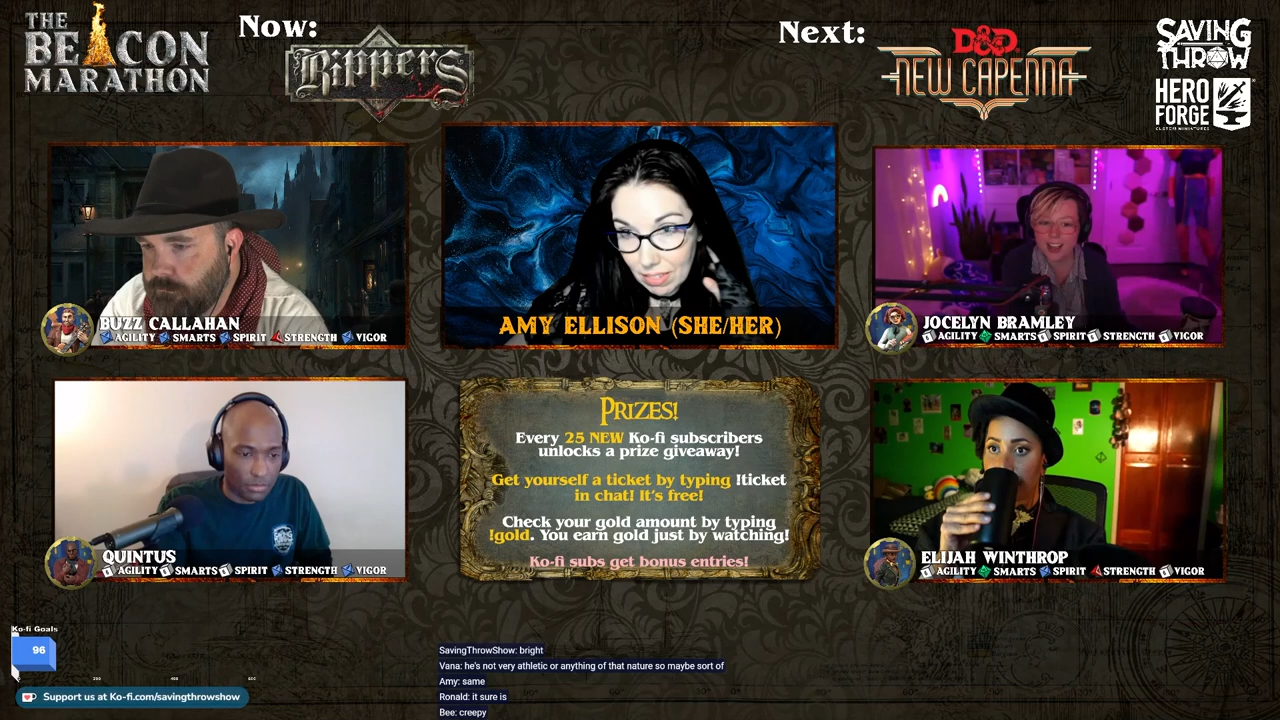 THE
BEACON
MARATHON
Now:
Rippers
Next:
D&D
NEW CAPENNA
SAVING
THROW
HERO
FORGE
CUSTOM MINIATURES
BUZZ CALLAHAN
AGILITY SMARTS SPIRIT STRENGTH VIGOR
AMY ELLISON (SHE/HER)
JOCELYN BRAMLEY
AGILITY SMARTS SPIRIT STRENGTH VIGOR
QUINTUS
AGILITY SMARTS SPIRIT STRENGTH VIGOR
PRIZES!
Every 25 NEW Ko-fi subscribers
unlocks a prize giveaway!
Get yourself a ticket by typing !ticket
in chat! It's free!
Check your gold amount by typing
!gold. You earn gold just by watching!
Ko-fi subs get bonus entries!
ELIJAH WINTHROP
AGILITY SMARTS SPIRIT STRENGTH VIGOR
Ko-fi Goals
96
Support us at Ko-fi.com/savingthrowshow
SavingThrowShow: bright
Vana: he's not very athletic or anything of that nature so maybe sort of
Amy: same
Ronald: it sure is
Bee: creepy